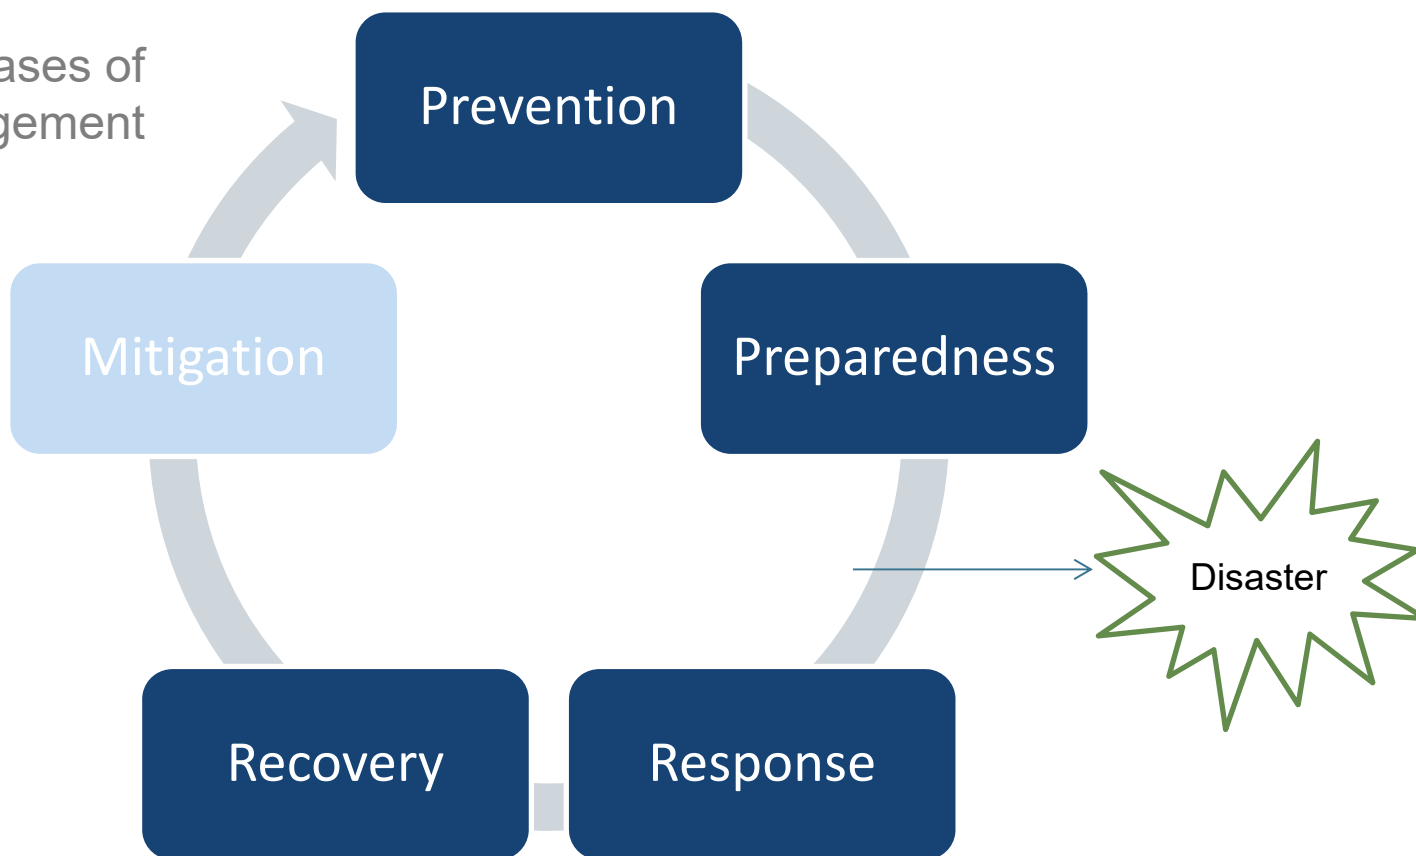 ases of
gement
Prevention
Mitigation
Preparedness
Disaster
Recovery
Response